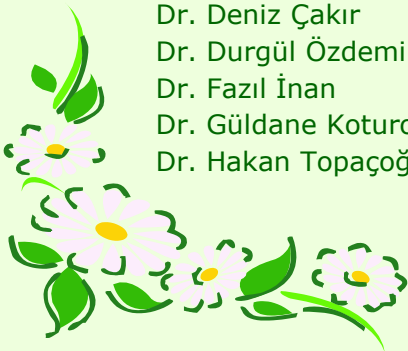 Dr. Deniz Çakır
Dr. Durgül Özdemi
Dr. Fazıl İnan
Dr. Güldane Koturo
Dr. Hakan Topaçoğ